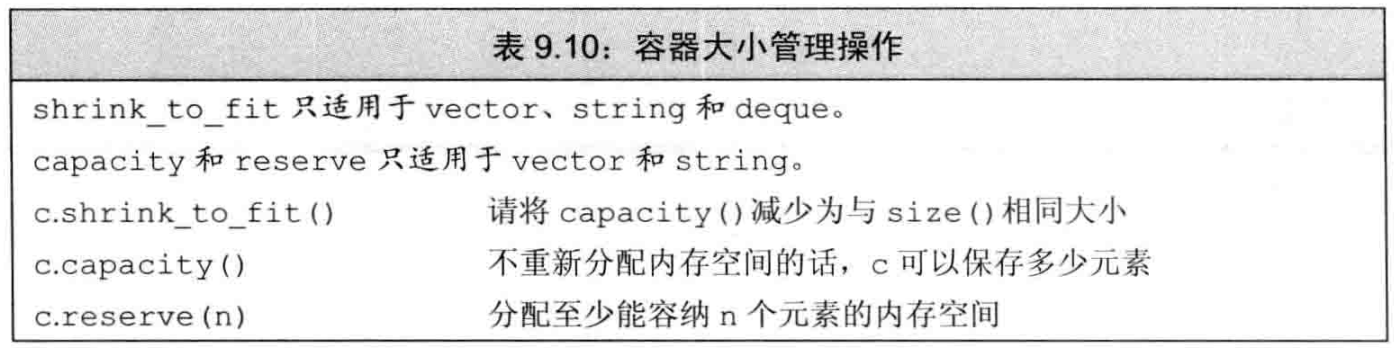 表 9.10：容器大小管理操作
shrink_to_fit 只适用于 vector、string 和 deque。
capacity 和 reserve 只适用于 vector 和 string。
c.shrink_to_fit() 请将 capacity()减少为与 size()相同大小
c.capacity() 不重新分配内存空间的话，c 可以保存多少元素
c.reserve(n) 分配至少能容纳 n 个元素的内存空间